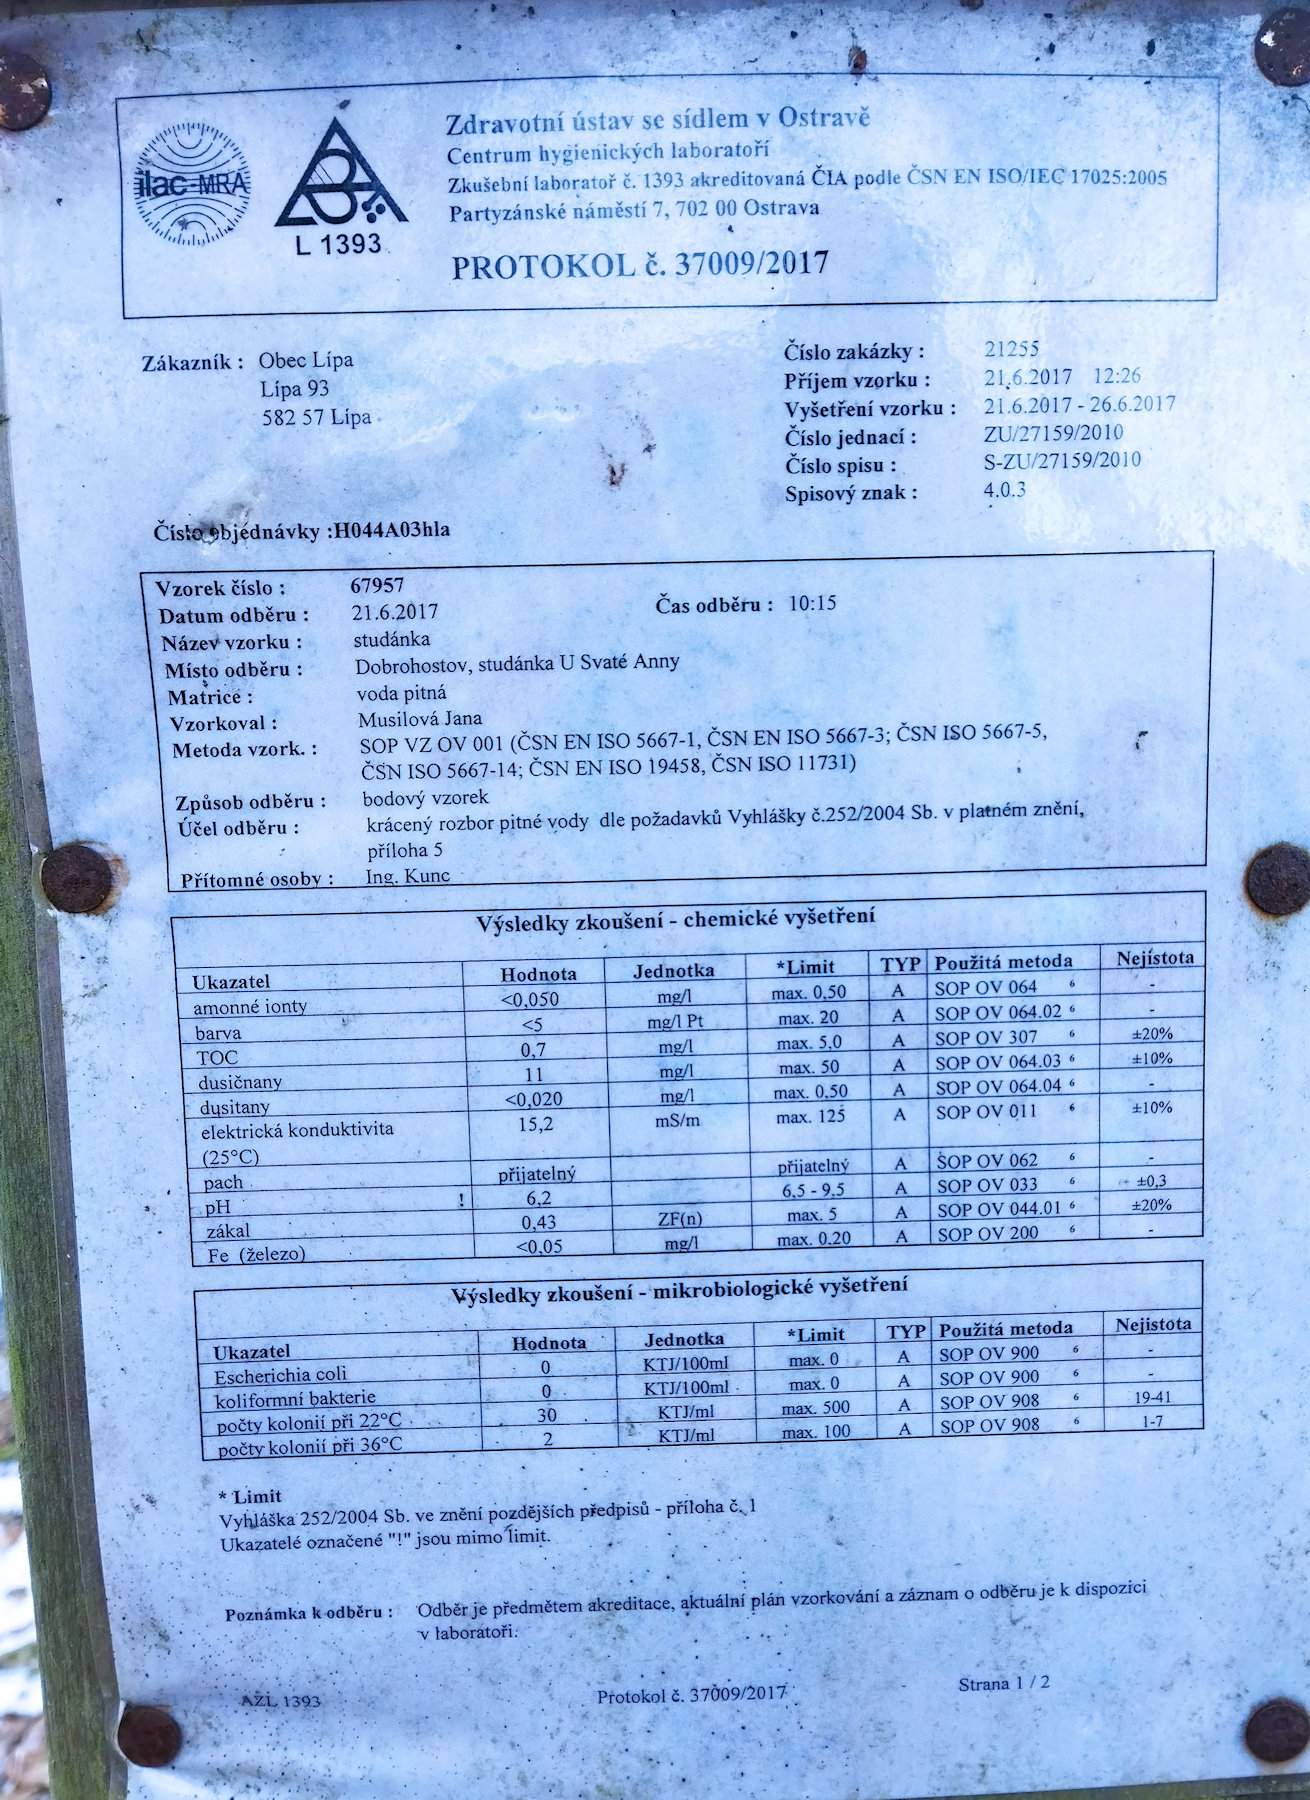 ilac-MRA
L 1393
Zdravotní ústav se sídlem v Ostravě
Centrum hygienických laboratoří
Zkušební laboratoř č. 1393 akreditovaná ČIA podle ČSN EN ISO/IEC 17025:2005
Partyzánské náměstí 7, 702 00 Ostrava
PROTOKOL č. 37009/2017
Zákazník : Obec Lípa
Lípa 93
582 57 Lípa
Číslo zakázky : 21255
Příjem vzorku : 21.6.2017 12:26
Vyšetření vzorku : 21.6.2017 - 26.6.2017
Číslo jednací : ZU/27159/2010
Číslo spisu : S-ZU/27159/2010
Spisový znak : 4.0.3
Číslo objednávky :H044A03hla
Vzorek číslo : 67957
Datum odběru : 21.6.2017 Čas odběru : 10:15
Název vzorku : studánka
Místo odběru : Dobrohostov, studánka U Svaté Anny
Matrice : voda pitná
Vzorkoval : Musilová Jana
Metoda vzork. : SOP VZ OV 001 (ČSN EN ISO 5667-1, ČSN EN ISO 5667-3; ČSN ISO 5667-5,
ČSN ISO 5667-14; ČSN EN ISO 19458, ČSN ISO 11731)
Způsob odběru : bodový vzorek
Účel odběru : krácený rozbor pitné vody dle požadavků Vyhlášky č.252/2004 Sb. v platném znění,
příloha 5
Přítomné osoby : Ing. Kunc
Výsledky zkoušení - chemické vyšetření
Ukazatel Hodnota Jednotka *Limit TYP Použitá metoda Nejistota
amonné ionty <0,050 mg/l max. 0,50 A SOP OV 064 6 -
barva <5 mg/l Pt max. 20 A SOP OV 064.02 6 -
TOC 0,7 mg/l max. 5,0 A SOP OV 307 6 ±20%
dusičnany 11 mg/l max. 50 A SOP OV 064.03 6 ±10%
dusitany <0,020 mg/l max. 0,50 A SOP OV 064.04 6 -
elektrická konduktivita 15,2 mS/m max. 125 A SOP OV 011 6 ±10%
(25°C)
pach přijatelný přijatelný A SOP OV 062 6 -
pH ! 6,2 6,5 - 9,5 A SOP OV 033 6 ±0,3
zákal 0,43 ZF(n) max. 5 A SOP OV 044.01 6 ±20%
Fe (železo) <0,05 mg/l max. 0,20 A SOP OV 200 6 -
Výsledky zkoušení - mikrobiologické vyšetření
Ukazatel Hodnota Jednotka *Limit TYP Použitá metoda Nejistota
Escherichia coli 0 KTJ/100ml max. 0 A SOP OV 900 6 -
koliformní bakterie 0 KTJ/100ml max. 0 A SOP OV 900 6 -
počty kolonií při 22°C 30 KTJ/ml max. 500 A SOP OV 908 6 19-41
počty kolonií při 36°C 2 KTJ/ml max. 100 A SOP OV 908 6 1-7
* Limit
Vyhláška 252/2004 Sb. ve znění pozdějších předpisů - příloha č. 1
Ukazatelé označené "!" jsou mimo limit.
Poznámka k odběru : Odběr je předmětem akreditace, aktuální plán vzorkování a záznam o odběru je k dispozici
v laboratoři.
AZL 1393 Protokol č. 37009/2017 Strana 1 / 2